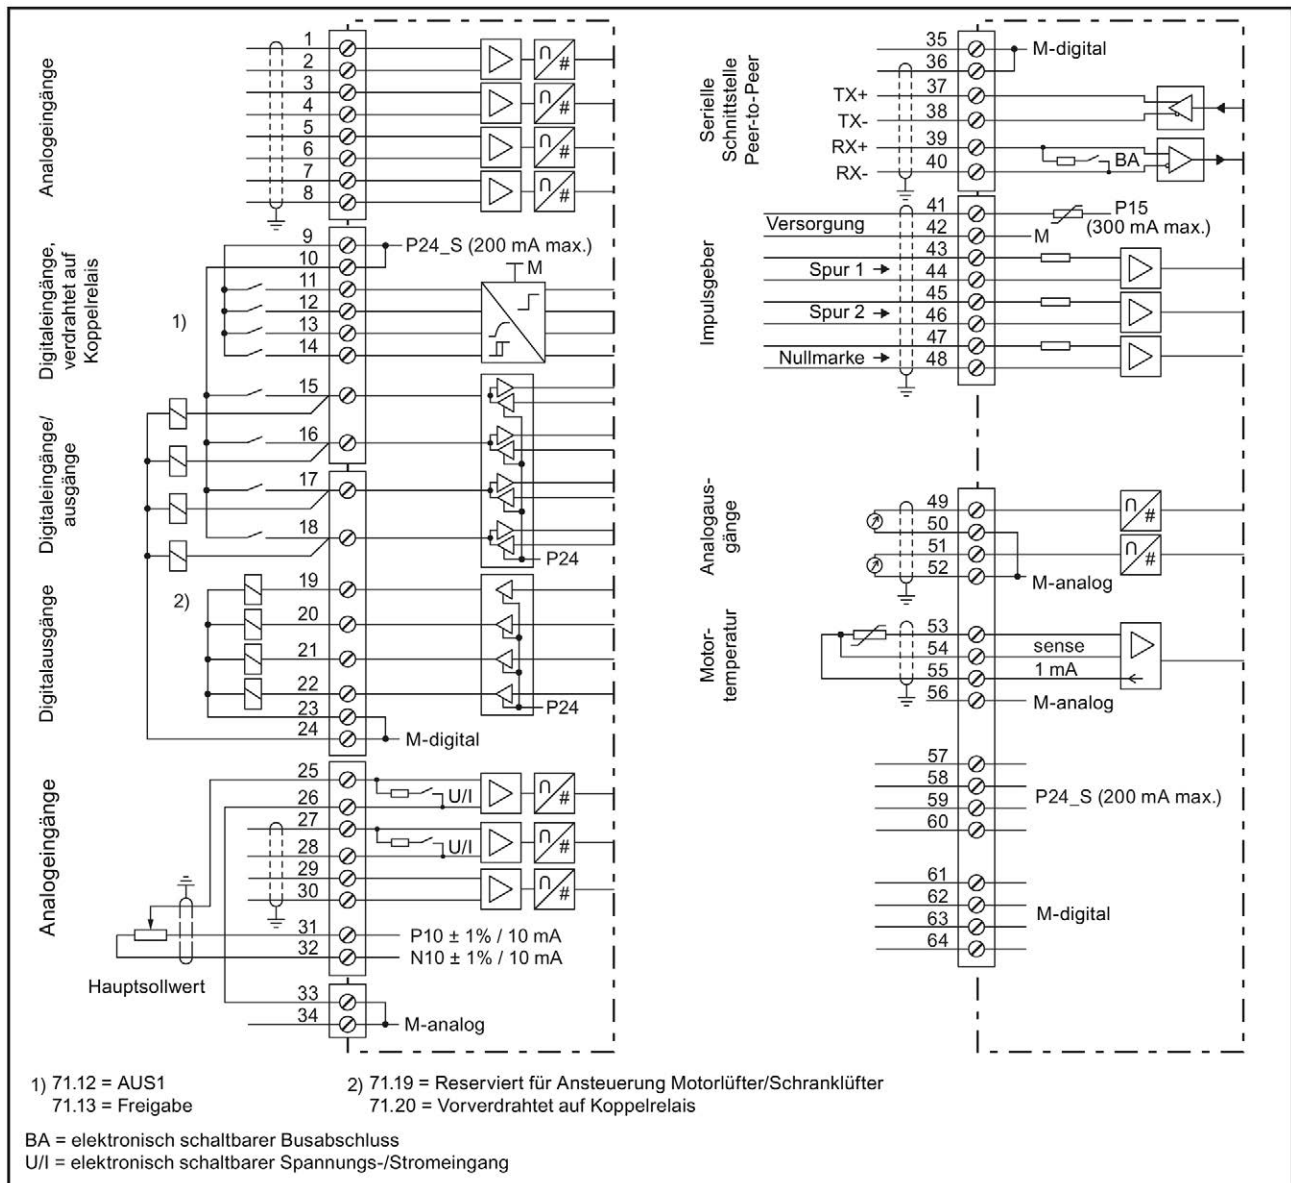 Analogeingänge
1
2
3
4
5
6
7
8
∩/#
∩/#
∩/#
∩/#
Digitaleingänge,
verdrahtet auf
Koppelrelais
1)
9
10
11
12
13
14
P24_S (200 mA max.)
M
Digitaleingänge/
ausgänge
15
16
17
18
P24
Digitalausgänge
2)
19
20
21
22
23
24
P24
M-digital
Analogeingänge
25
26
27
28
29
30
31
32
33
34
U/I
∩/#
U/I
∩/#
∩/#
P10 ± 1% / 10 mA
N10 ± 1% / 10 mA
Hauptsollwert
M-analog
Serielle
Schnittstelle
Peer-to-Peer
35
36
37
38
39
40
M-digital
TX+
TX-
RX+
RX-
BA
Impulsgeber
Versorgung
Spur 1
Spur 2
Nullmarke
41
42
43
44
45
46
47
48
P15
(300 mA max.)
M
Analogaus-
gänge
49
50
51
52
∩/#
∩/#
M-analog
Motor-
temperatur
53
54
55
56
sense
1 mA
M-analog
57
58
59
60
P24_S (200 mA max.)
61
62
63
64
M-digital
1) 71.12 = AUS1
71.13 = Freigabe
2) 71.19 = Reserviert für Ansteuerung Motorlüfter/Schranklüfter
71.20 = Vorverdrahtet auf Koppelrelais
BA = elektronisch schaltbarer Busabschluss
U/I = elektronisch schaltbarer Spannungs-/Stromeingang